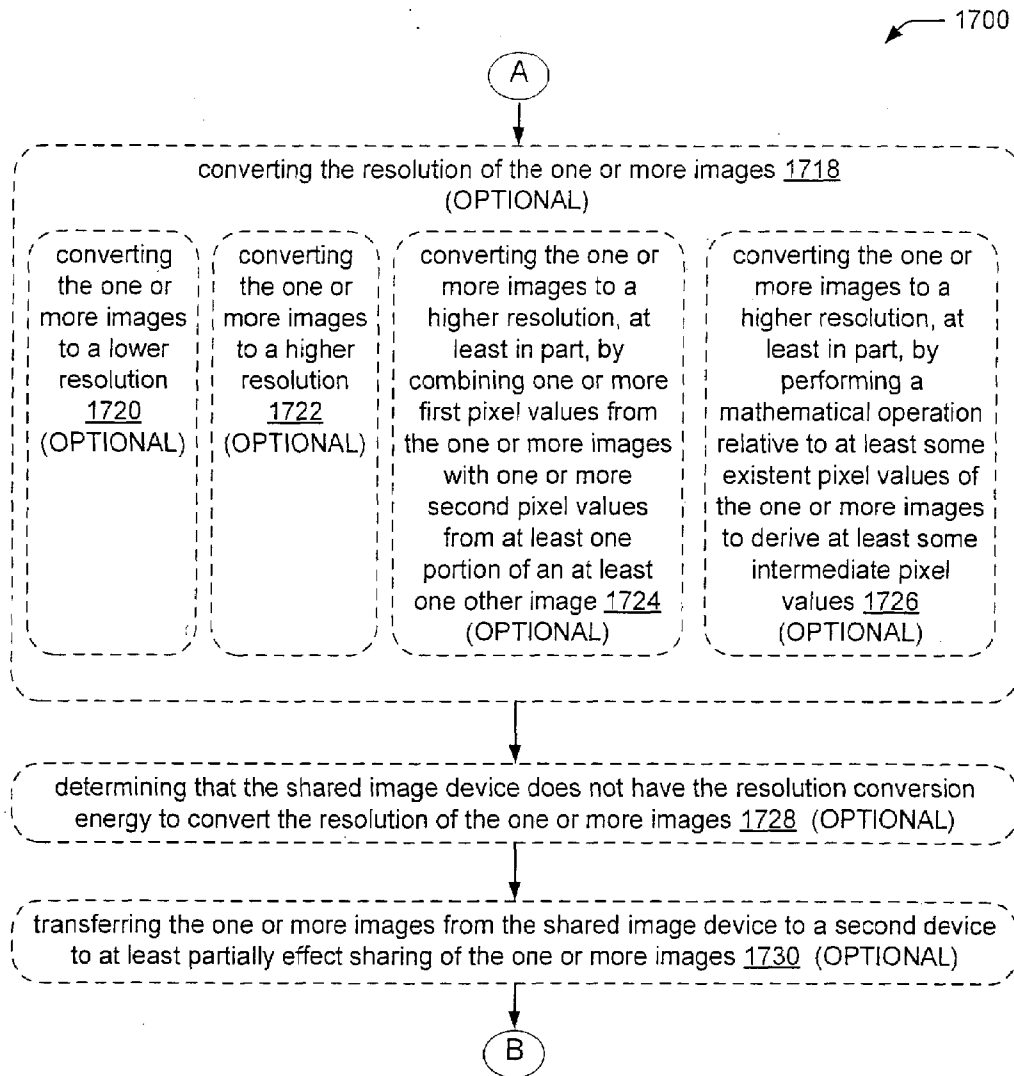 1700
A
converting the resolution of the one or more images 1718
(OPTIONAL)
converting
the one or
more images
to a lower
resolution
1720
(OPTIONAL)
converting
the one or
more images
to a higher
resolution
1722
(OPTIONAL)
converting the one or
more images to a
higher resolution, at
least in part, by
combining one or more
first pixel values from
the one or more images
with one or more
second pixel values
from at least one
portion of an at least
one other image 1724
(OPTIONAL)
converting the one or
more images to a
higher resolution, at
least in part, by
performing a
mathematical operation
relative to at least some
existent pixel values of
the one or more images
to derive at least some
intermediate pixel
values 1726
(OPTIONAL)
determining that the shared image device does not have the resolution conversion
energy to convert the resolution of the one or more images 1728 (OPTIONAL)
transferring the one or more images from the shared image device to a second device
to at least partially effect sharing of the one or more images 1730 (OPTIONAL)
B